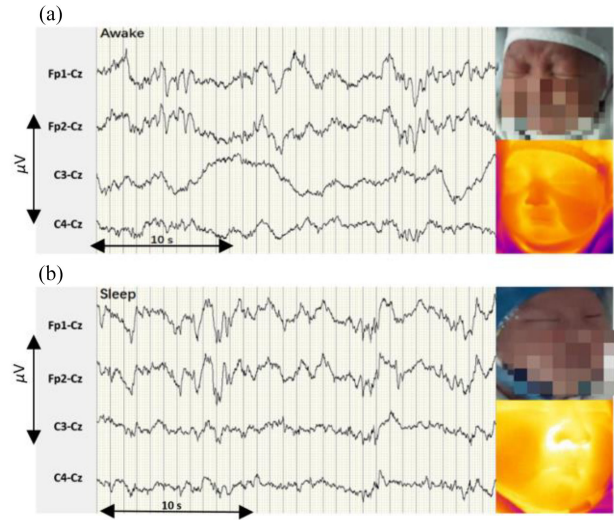 (a)
Awake
Fp1-Cz
Fp2-Cz
μV
C3-Cz
C4-Cz
10 s
(b)
Sleep
Fp1-Cz
Fp2-Cz
μV
C3-Cz
C4-Cz
10 s